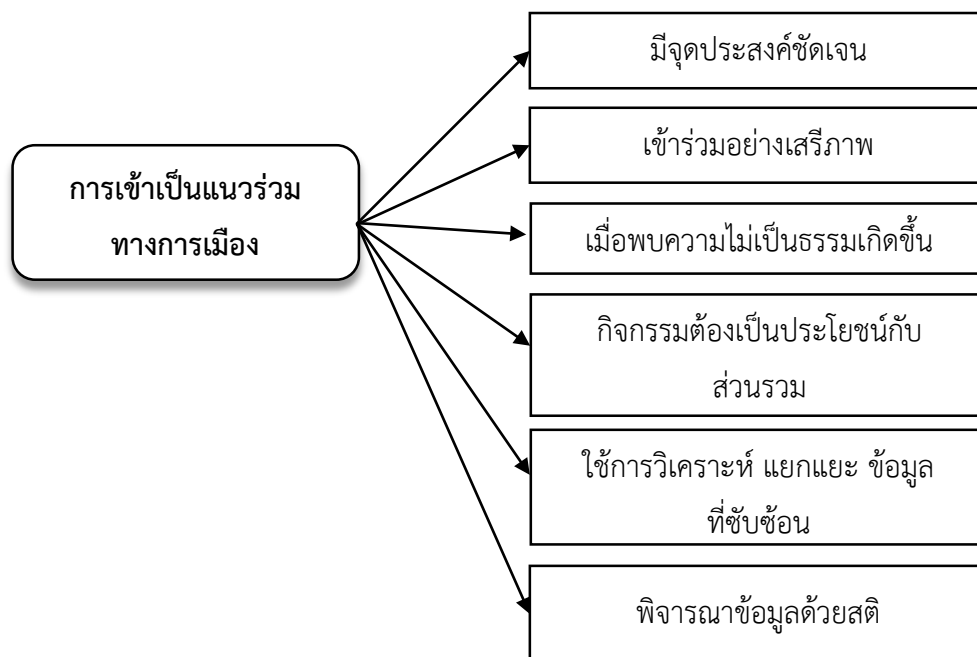 มีจุดประสงค์ชัดเจน
เข้าร่วมอย่างเสรีภาพ
การเข้าเป็นแนวร่วม
ทางการเมือง
เมื่อพบความไม่เป็นธรรมเกิดขึ้น
กิจกรรมต้องเป็นประโยชน์กับ
ส่วนรวม
ใช้การวิเคราะห์ แยกแยะ ข้อมูล
ที่ซับซ้อน
พิจารณาข้อมูลด้วยสติ